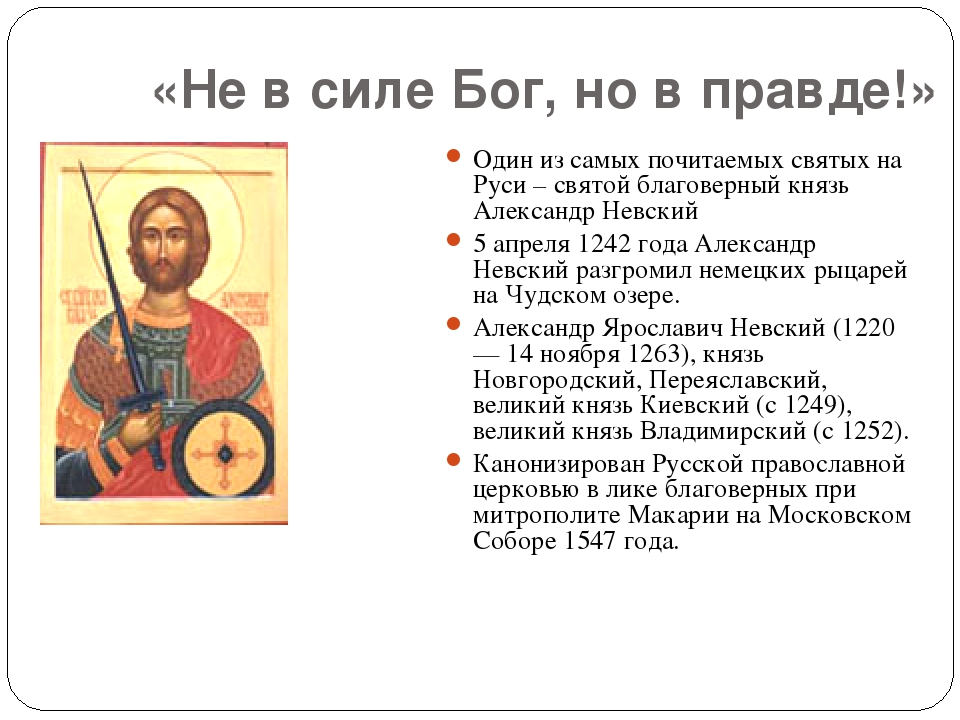 «Не в силе Бог, но в правде!»
Один из самых почитаемых святых на
Руси – святой благоверный князь
Александр Невский
5 апреля 1242 года Александр
Невский разгромил немецких рыцарей
на Чудском озере.
Александр Ярославич Невский (1220
— 14 ноября 1263), князь
Новгородский, Переяславский,
великий князь Киевский (с 1249),
великий князь Владимирский (с 1252).
Канонизирован Русской православной
церковью в лике благоверных при
митрополите Макарии на Московском
Соборе 1547 года.